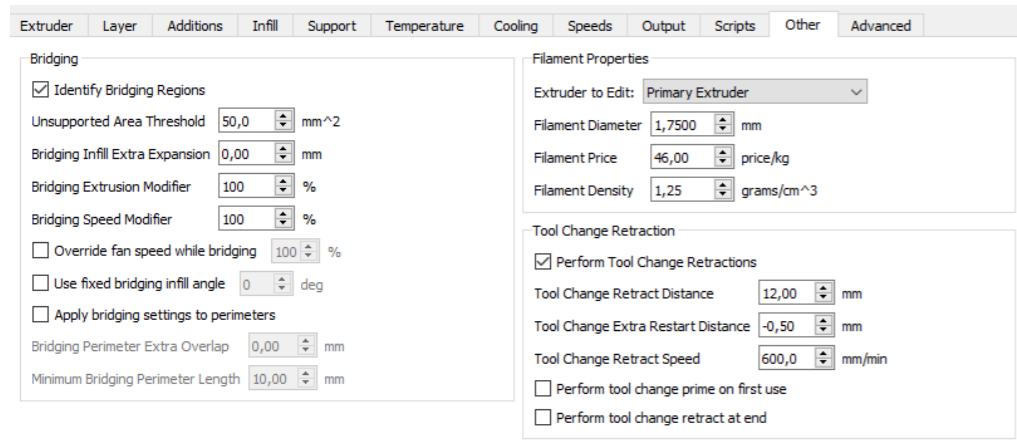 Extruder Layer Additions Infill Support Temperature Cooling Speeds Output Scripts Other Advanced
Bridging
Identify Bridging Regions
Unsupported Area Threshold 50,0 mm^2
Bridging Infill Extra Expansion 0,00 mm
Bridging Extrusion Modifier 100 %
Bridging Speed Modifier 100 %
Override fan speed while bridging 100 %
Use fixed bridging infill angle 0 deg
Apply bridging settings to perimeters
Bridging Perimeter Extra Overlap 0,00 mm
Minimum Bridging Perimeter Length 10,00 mm
Filament Properties
Extruder to Edit: Primary Extruder
Filament Diameter 1,7500 mm
Filament Price 46,00 price/kg
Filament Density 1,25 grams/cm^3
Tool Change Retraction
Perform Tool Change Retractions
Tool Change Retract Distance 12,00 mm
Tool Change Extra Restart Distance -0,50 mm
Tool Change Retract Speed 600,0 mm/min
Perform tool change prime on first use
Perform tool change retract at end